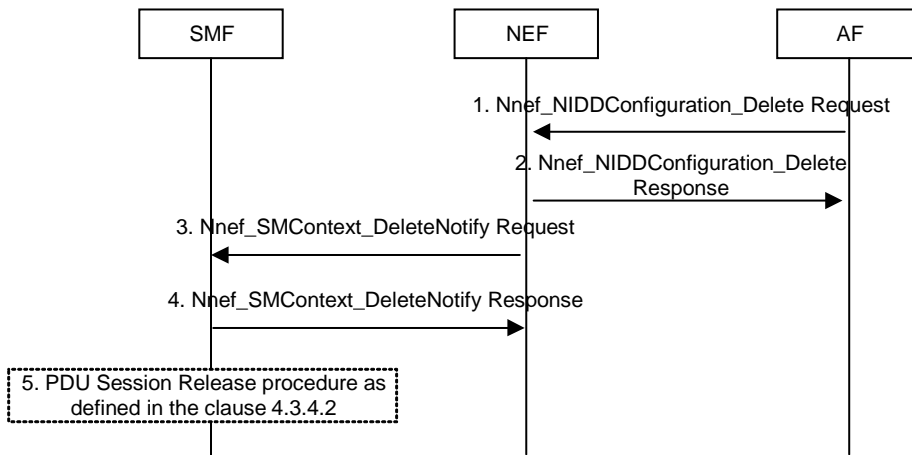 SMF
NEF
AF
1. Nnef_NIDDConfiguration_Delete Request
2. Nnef_NIDDConfiguration_Delete
Response
3. Nnef_SMContext_DeleteNotify Request
4. Nnef_SMContext_DeleteNotify Response
5. PDU Session Release procedure as
defined in the clause 4.3.4.2